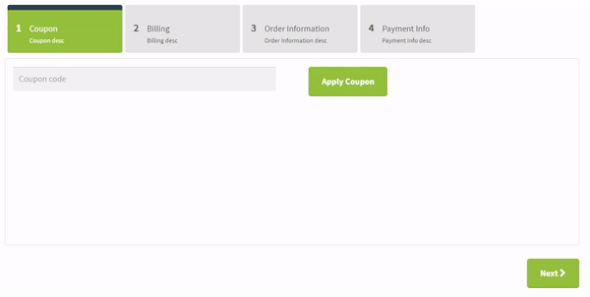 1 Coupon
Coupon desc
2 Billing
Billing desc
3 Order Information
Order Information desc
4 Payment Info
Payment Info desc
Coupon code
Apply Coupon
Next